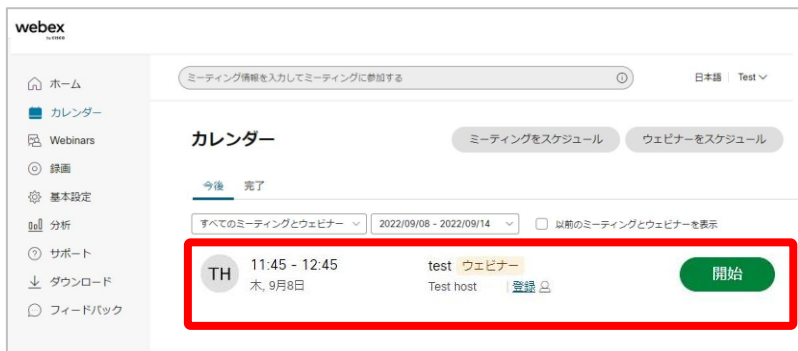 webex
by CISCO
ホーム
カレンダー
Webinars
録画
基本設定
分析
サポート
ダウンロード
フィードバック
ミーティング情報を入力してミーティングに参加する
日本語 Test
カレンダー
ミーティングをスケジュール ウェビナーをスケジュール
今後 完了
すべてのミーティングとウェビナー 2022/09/08 - 2022/09/14 以前のミーティングとウェビナーを表示
TH 11:45 - 12:45 test ウェビナー 開始
木, 9月8日 Test host 登録